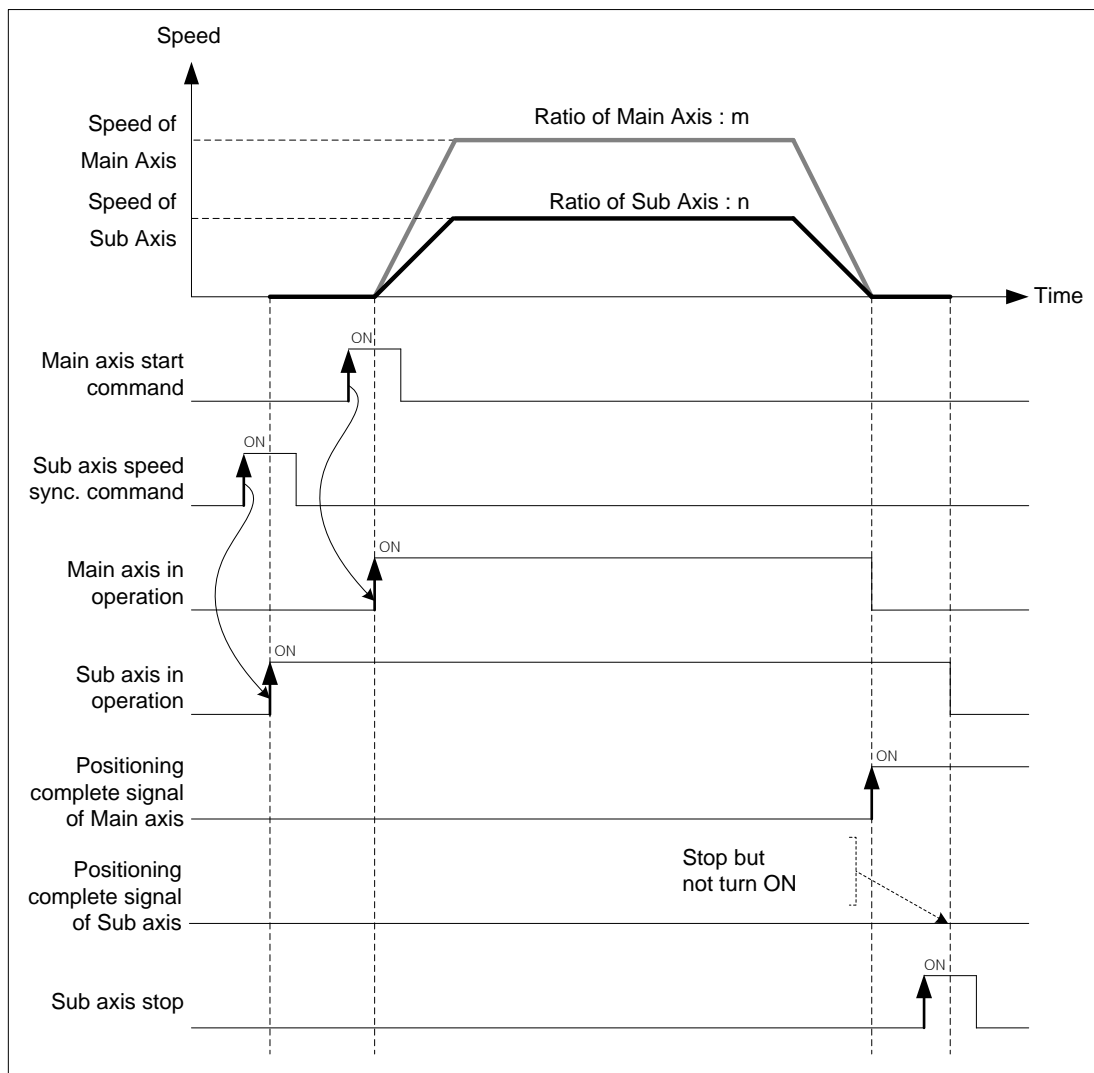 Speed
Speed of
Main Axis
Ratio of Main Axis : m
Speed of
Sub Axis
Ratio of Sub Axis : n
Time
ON
Main axis start
command
ON
Sub axis speed
sync. command
ON
Main axis in
operation
ON
Sub axis in
operation
ON
Positioning
complete signal
of Main axis
Stop but
not turn ON
Positioning
complete signal
of Sub axis
ON
Sub axis stop